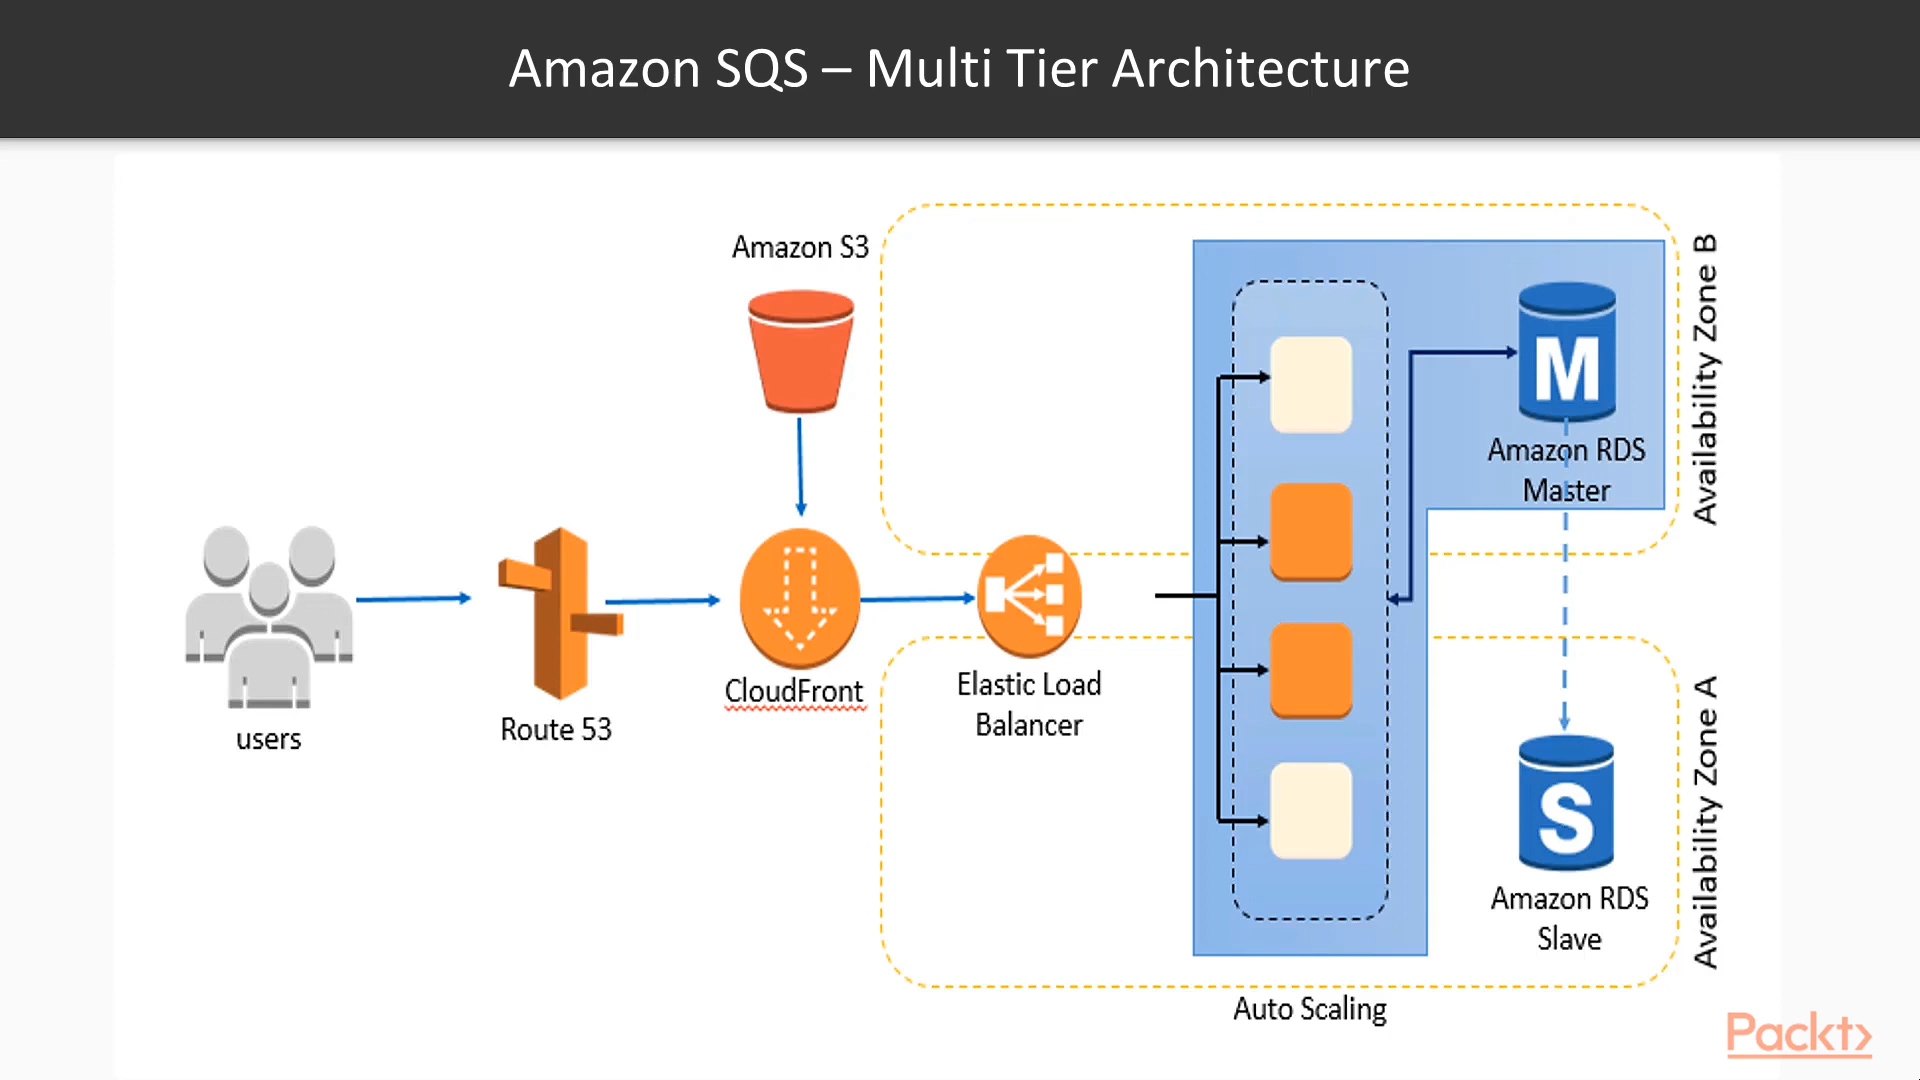 Amazon SQS – Multi Tier Architecture
Amazon S3
Availability Zone B
M
Amazon RDS
Master
users
Route 53
CloudFront
Elastic Load
Balancer
S
Amazon RDS
Slave
Availability Zone A
Auto Scaling
Packt>